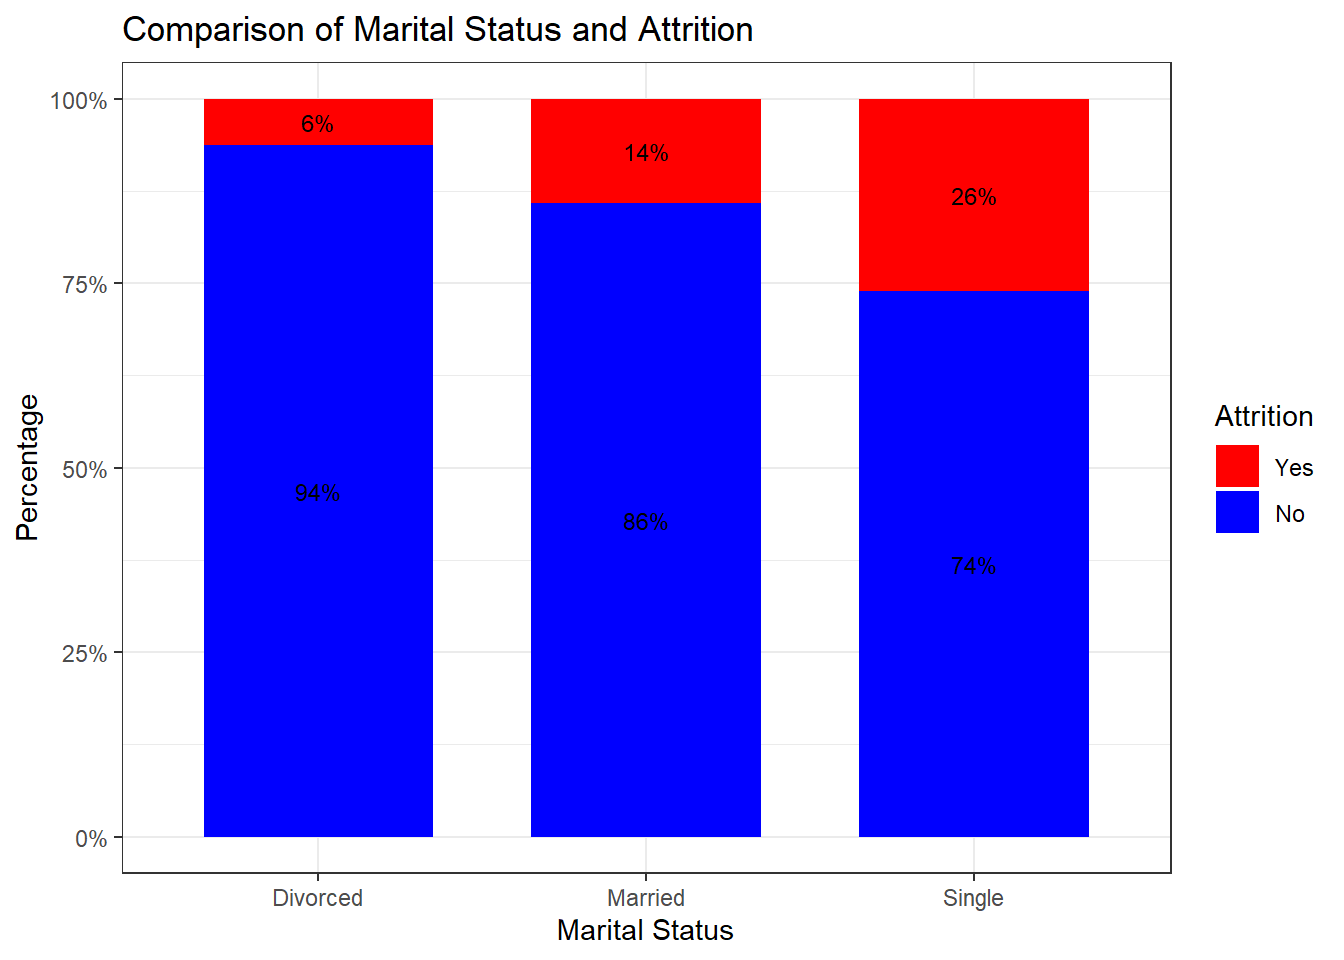 Comparison of Marital Status and Attrition
100%
75%
50%
25%
0%
Percentage
6%
14%
26%
94%
86%
74%
Divorced
Married
Single
Marital Status
Attrition
Yes
No